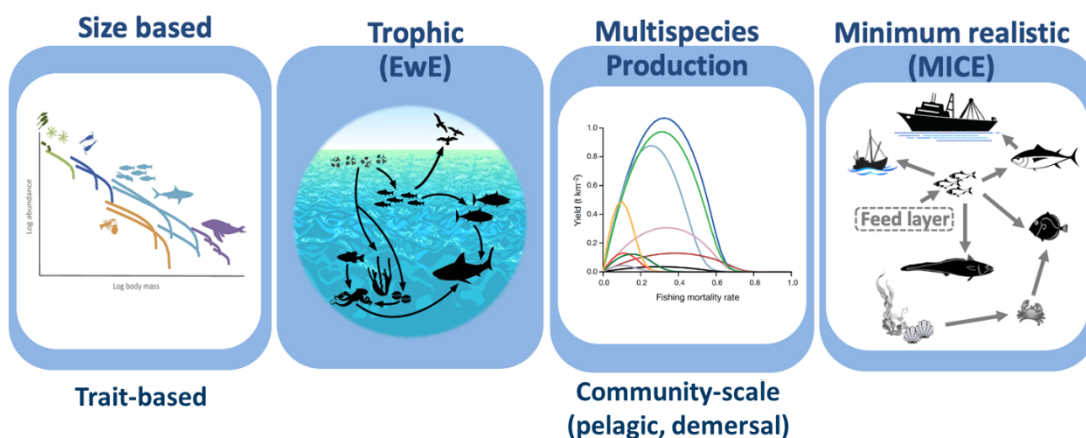 Size based
Trophic
(EwE)
Multispecies
Production
Minimum realistic
(MICE)
Log abundance
Log body mass
Yield (t km⁻²)
1.0
0.8
0.6
0.4
0.2
0
0.0
0.2
0.4
0.6
0.8
1.0
Fishing mortality rate
Feed layer
Trait-based
Community-scale
(pelagic, demersal)